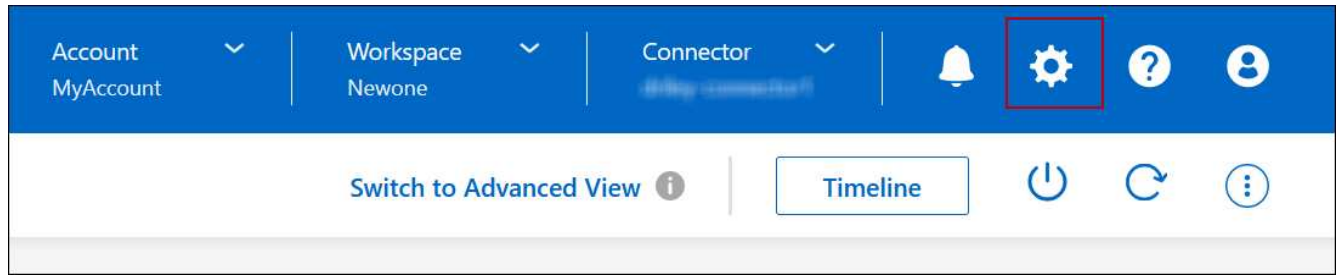 Account
MyAccount
Workspace
Newone
Connector
Switch to Advanced View
Timeline